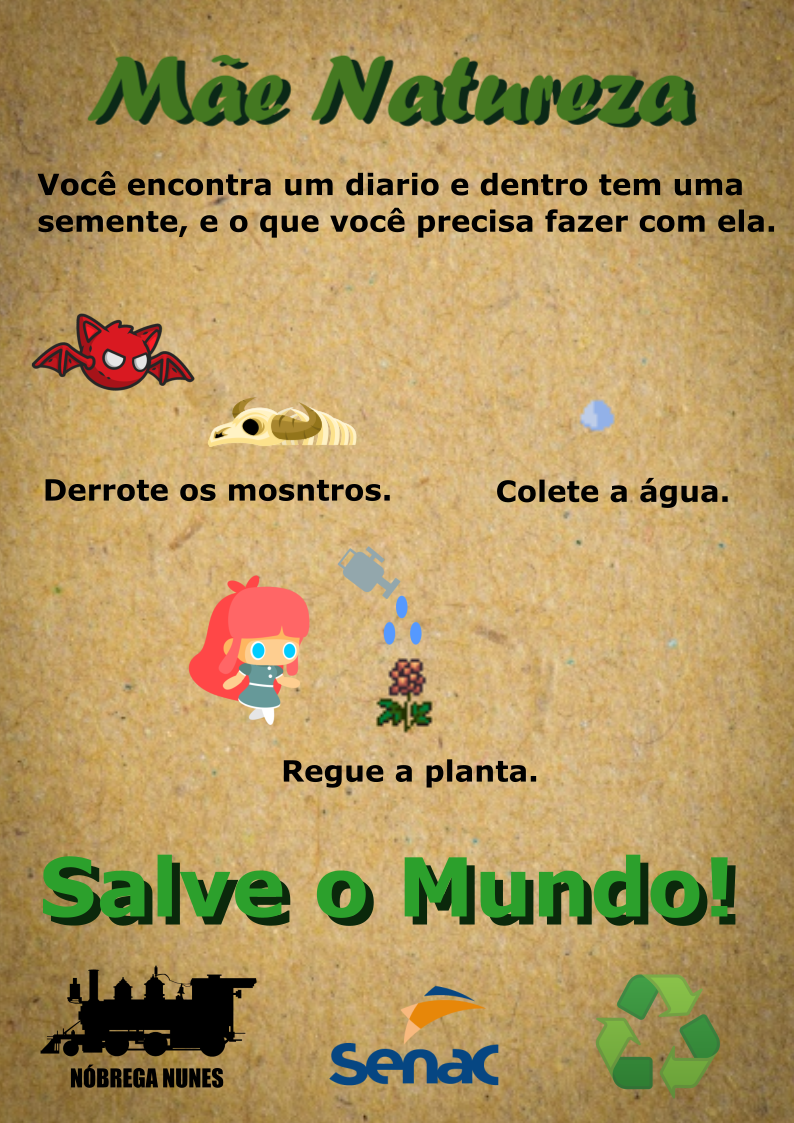 Mãe Natureza
Você encontra um diario e dentro tem uma
semente, e o que você precisa fazer com ela.
Derrote os mosntros.
Colete a água.
Regue a planta.
Salve o Mundo!
NÓBREGA NUNES
Senac